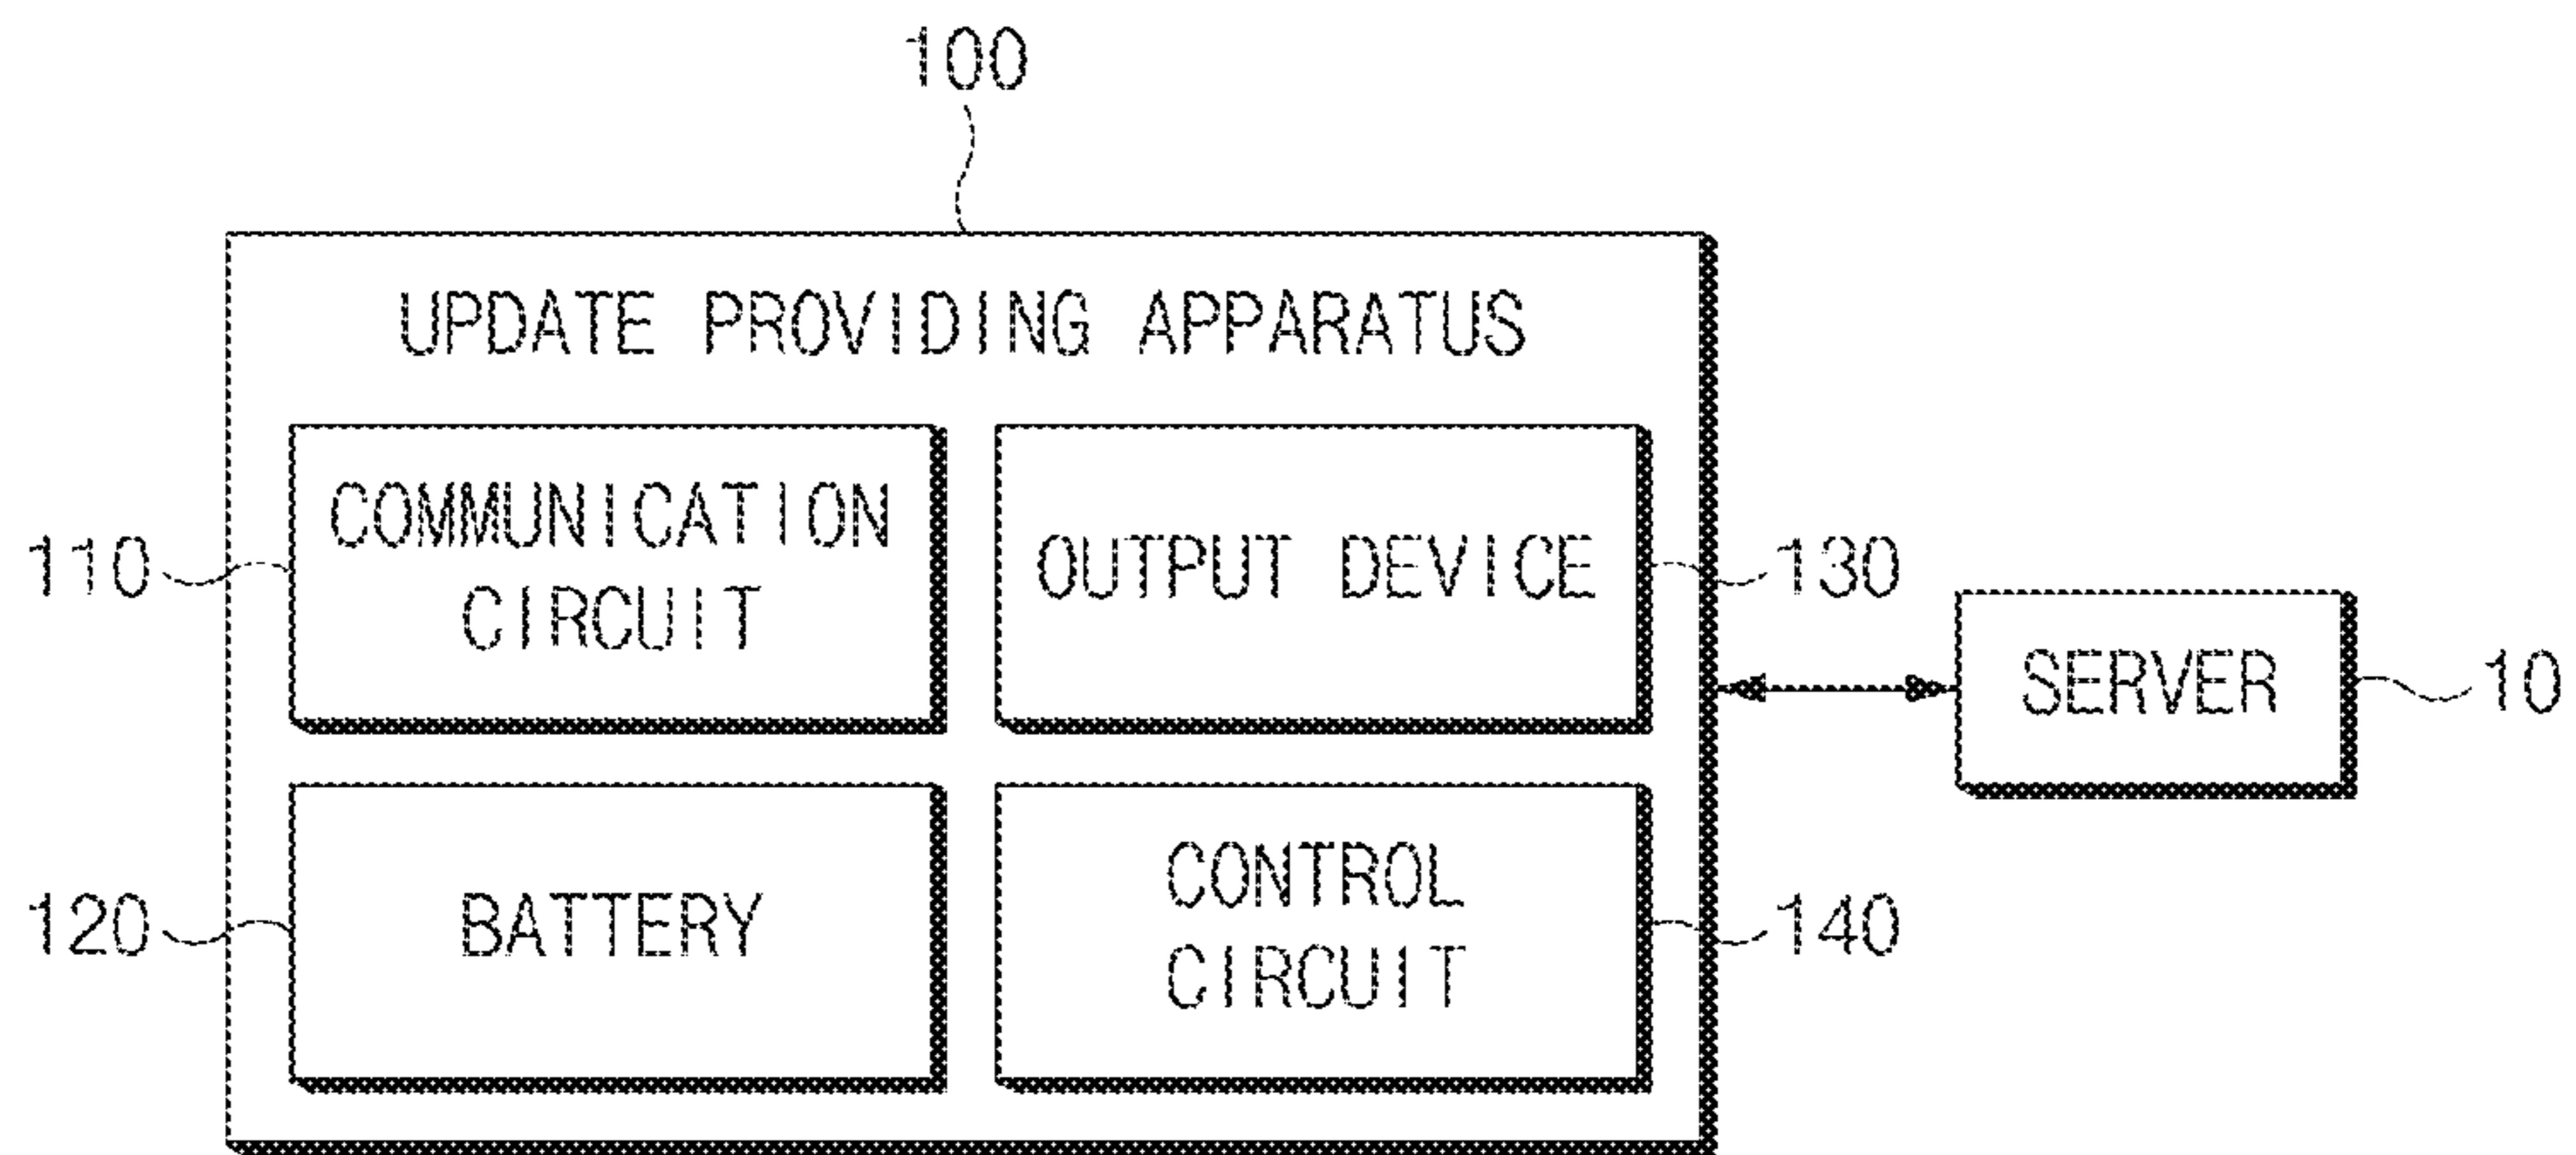 100
UPDATE PROVIDING APPARATUS
110
COMMUNICATION
CIRCUIT
OUTPUT DEVICE
130
SERVER
10
120
BATTERY
CONTROL
CIRCUIT
140